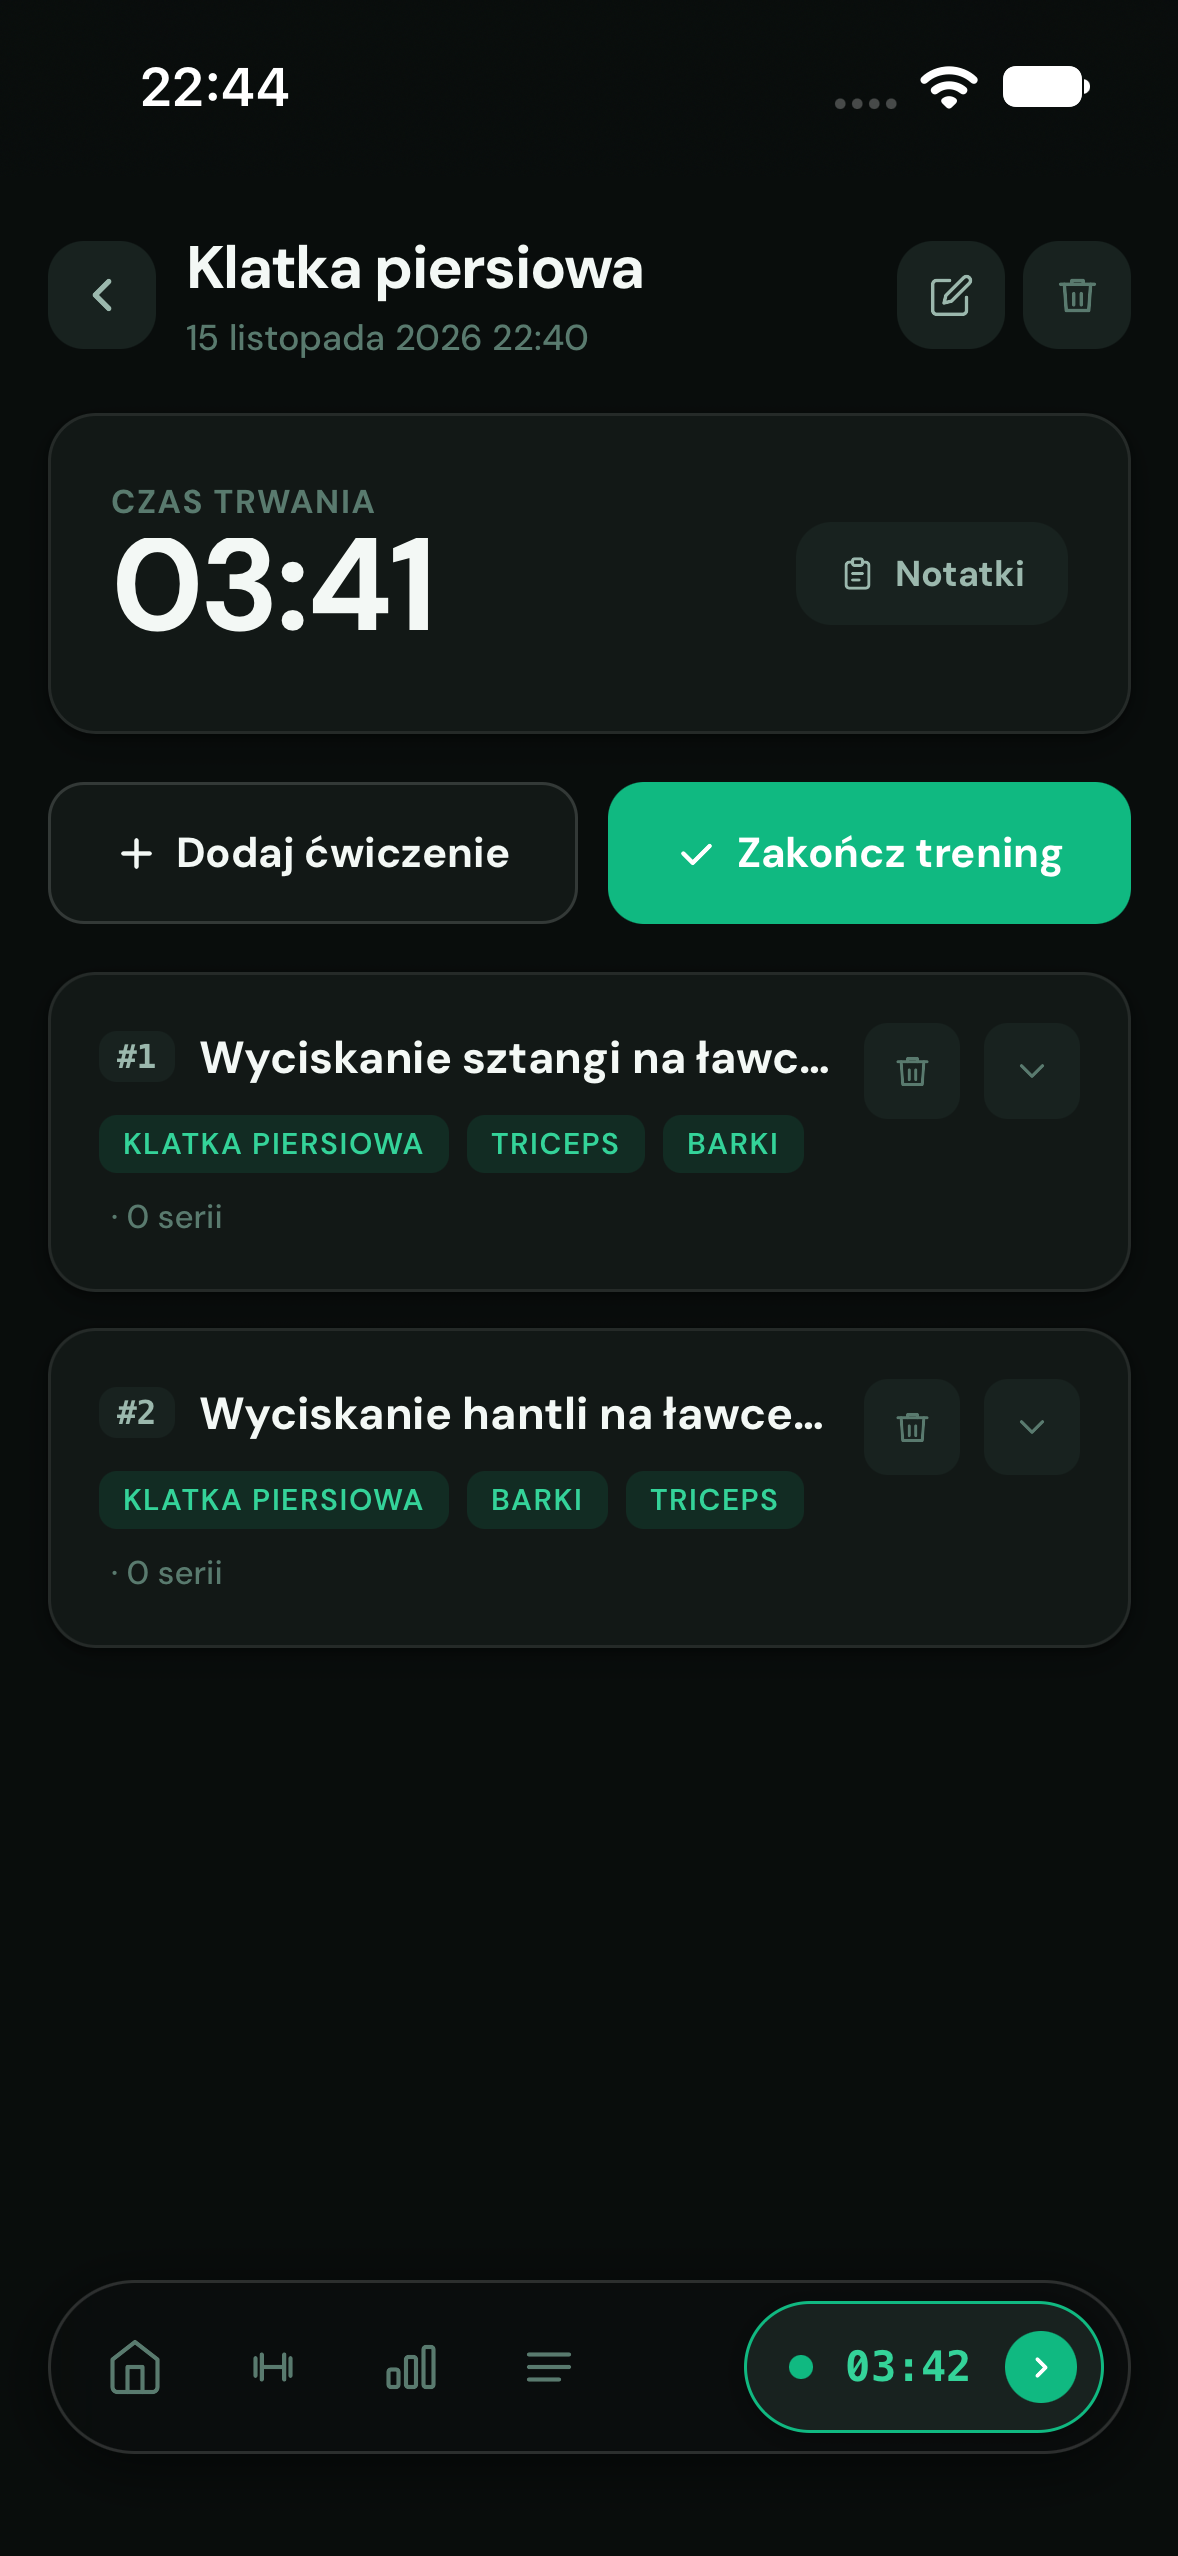 22:44
Klatka piersiowa
15 listopada 2026 22:40
CZAS TRWANIA
03:41
Notatki
Dodaj ćwiczenie
Zakończ trening
#1 Wyciskanie sztangi na ławc...
KLATKA PIERSIOWA TRICEPS BARKI
· 0 serii
#2 Wyciskanie hantli na ławce...
KLATKA PIERSIOWA BARKI TRICEPS
· 0 serii
03:42